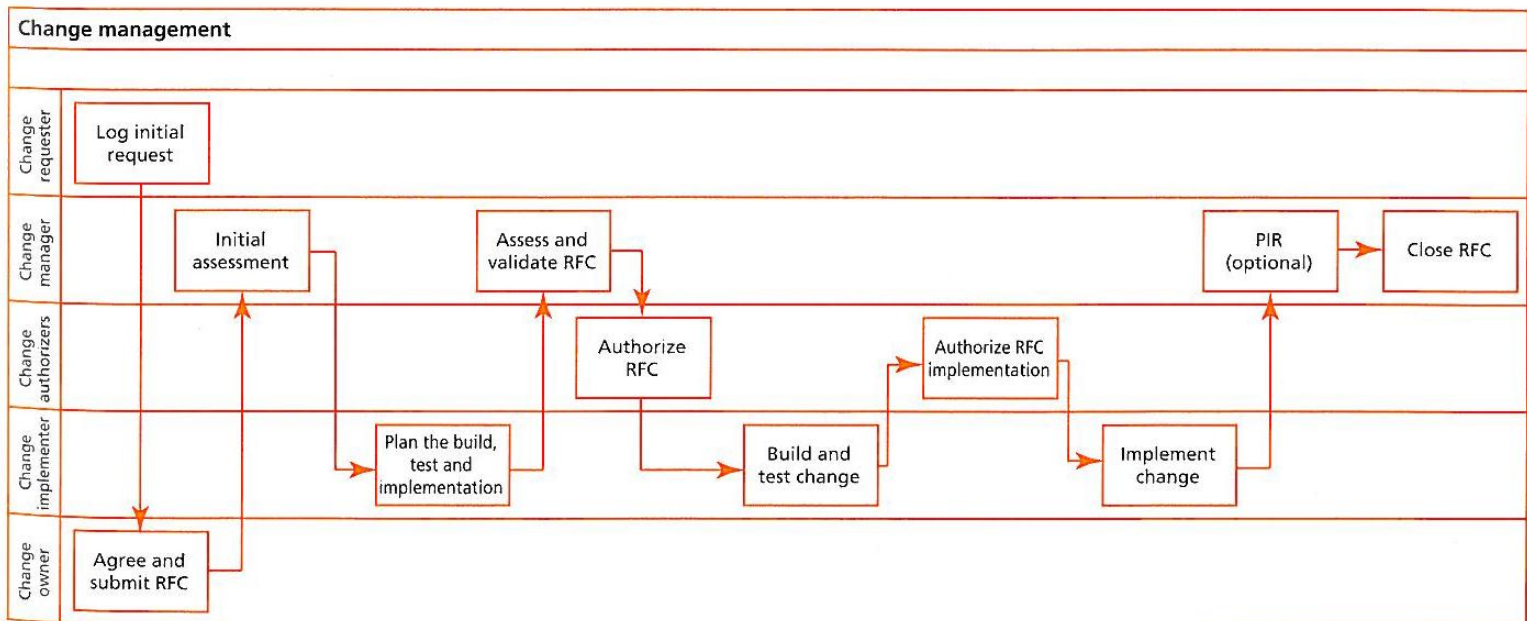 Change management
Change
requester
Log initial
request
Change
manager
Initial
assessment
Assess and
validate RFC
PIR
(optional)
Close RFC
Change
authorizers
Authorize
RFC
Authorize RFC
implementation
Change
implementer
Plan the build,
test and
implementation
Build and
test change
Implement
change
Change
owner
Agree and
submit RFC